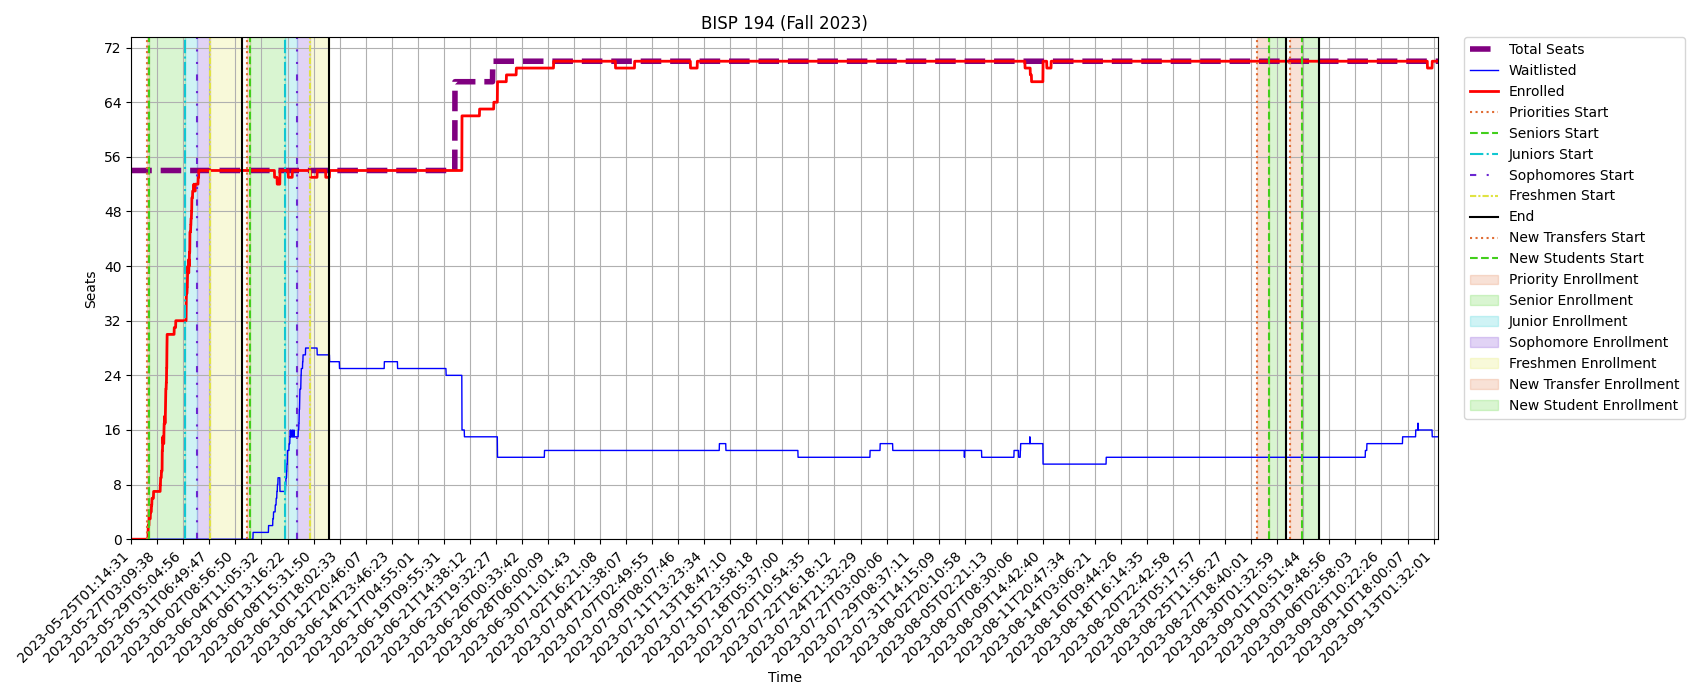 BISP 194 (Fall 2023)
72
64
56
48
40
32
24
16
8
0
Seats
2023-05-25T01:14:31
2023-05-27T03:09:38
2023-05-29T05:04:56
2023-05-31T06:49:47
2023-06-02T08:56:50
2023-06-04T11:05:32
2023-06-06T13:16:22
2023-06-08T15:31:50
2023-06-10T18:02:33
2023-06-12T20:46:07
2023-06-14T23:46:23
2023-06-17T04:55:01
2023-06-19T09:55:31
2023-06-21T14:38:12
2023-06-23T19:32:27
2023-06-26T00:33:42
2023-06-28T06:00:09
2023-06-30T11:01:43
2023-07-02T16:21:08
2023-07-04T21:38:07
2023-07-07T02:49:55
2023-07-09T08:07:46
2023-07-11T13:23:34
2023-07-13T18:47:10
2023-07-15T23:58:18
2023-07-18T05:37:00
2023-07-20T10:54:35
2023-07-22T16:18:12
2023-07-24T21:32:29
2023-07-27T03:00:06
2023-07-29T08:37:11
2023-07-31T14:15:09
2023-08-02T20:10:58
2023-08-05T02:21:13
2023-08-07T08:30:06
2023-08-09T14:42:40
2023-08-11T20:47:34
2023-08-14T03:06:21
2023-08-16T09:44:26
2023-08-18T16:14:35
2023-08-20T22:42:58
2023-08-23T05:17:57
2023-08-25T11:56:27
2023-08-27T18:40:01
2023-08-30T01:32:59
2023-09-01T10:51:44
2023-09-03T19:48:56
2023-09-06T02:58:03
2023-09-08T10:22:26
2023-09-10T18:00:07
2023-09-13T01:32:01
Time
Total Seats
Waitlisted
Enrolled
Priorities Start
Seniors Start
Juniors Start
Sophomores Start
Freshmen Start
End
New Transfers Start
New Students Start
Priority Enrollment
Senior Enrollment
Junior Enrollment
Sophomore Enrollment
Freshmen Enrollment
New Transfer Enrollment
New Student Enrollment